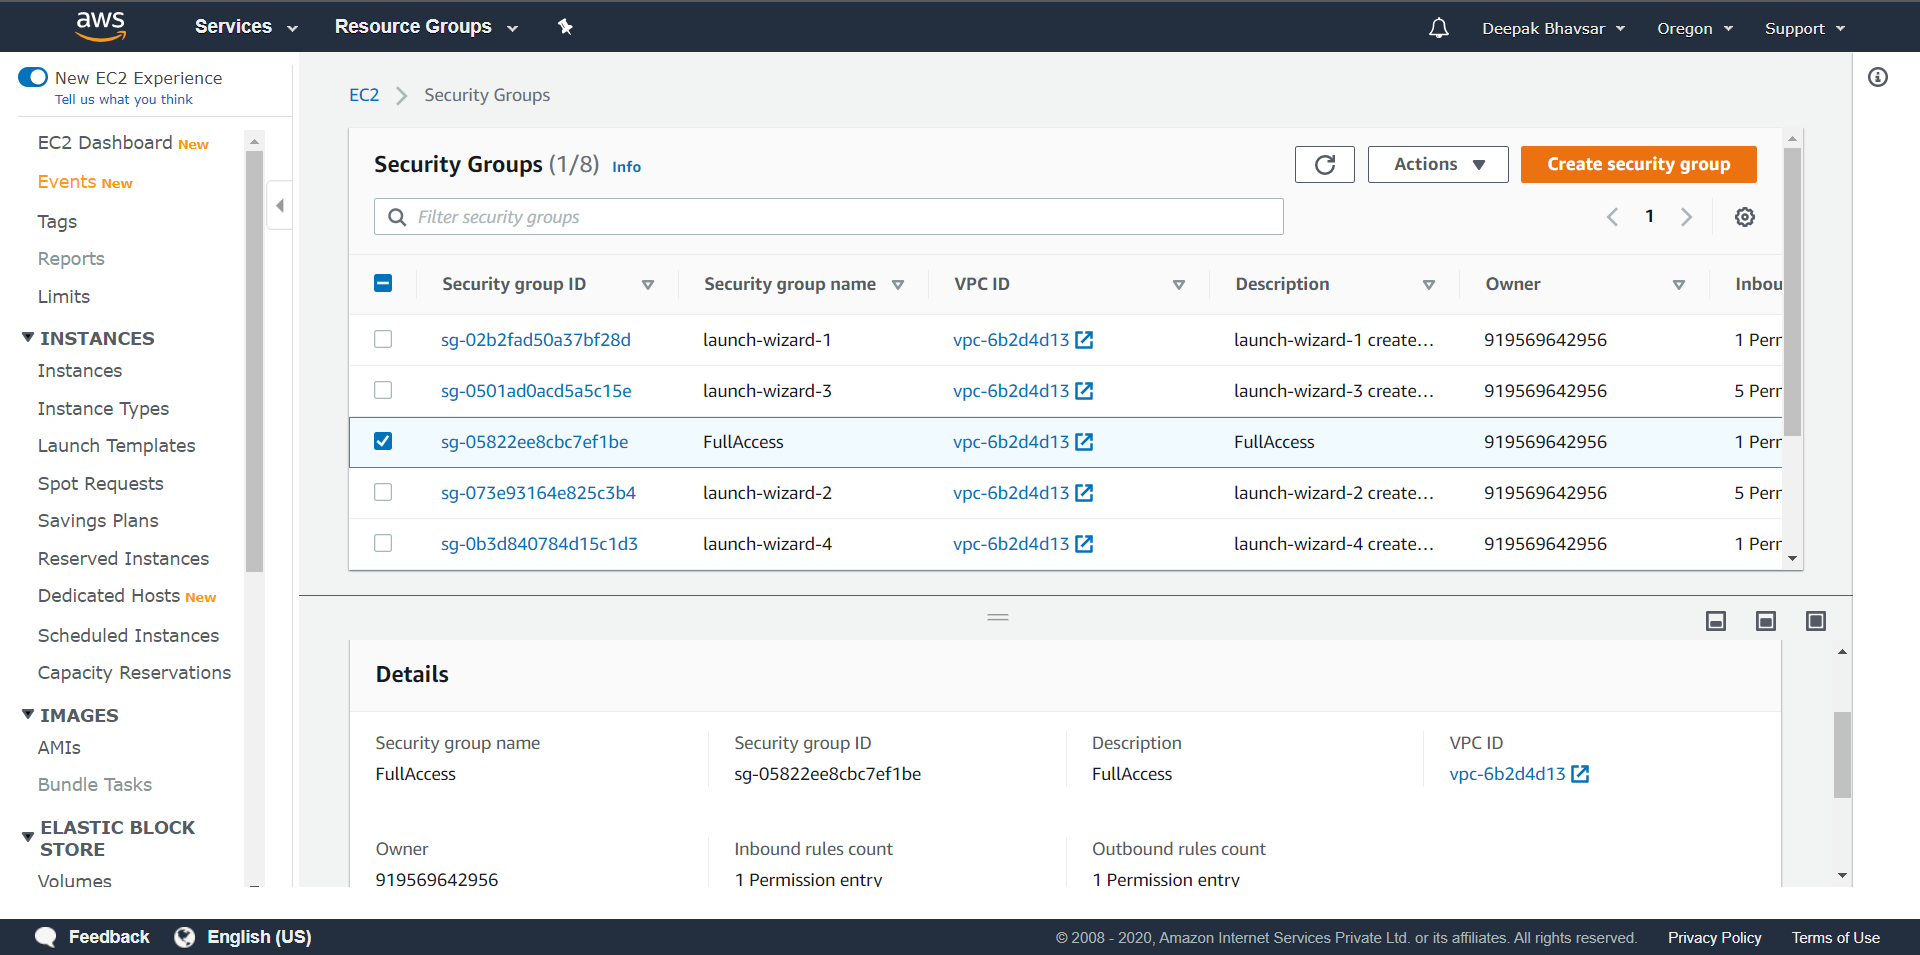 aws Services Resource Groups Deepak Bhavsar Oregon Support
New EC2 Experience
Tell us what you think
EC2 Dashboard New
Events New
Tags
Reports
Limits
INSTANCES
Instances
Instance Types
Launch Templates
Spot Requests
Savings Plans
Reserved Instances
Dedicated Hosts New
Scheduled Instances
Capacity Reservations
IMAGES
AMIs
Bundle Tasks
ELASTIC BLOCK
STORE
Volumes
EC2 > Security Groups
Security Groups (1/8) Info
Actions
Create security group
Filter security groups
1
Security group ID Security group name VPC ID Description Owner Inbou
sg-02b2fad50a37bf28d launch-wizard-1 vpc-6b2d4d13 launch-wizard-1 create... 919569642956 1 Perr
sg-0501ad0acd5a5c15e launch-wizard-3 vpc-6b2d4d13 launch-wizard-3 create... 919569642956 5 Perr
sg-05822ee8cbc7ef1be FullAccess vpc-6b2d4d13 FullAccess 919569642956 1 Perr
sg-073e93164e825c3b4 launch-wizard-2 vpc-6b2d4d13 launch-wizard-2 create... 919569642956 5 Perr
sg-0b3d840784d15c1d3 launch-wizard-4 vpc-6b2d4d13 launch-wizard-4 create... 919569642956 1 Perr
Details
Security group name Security group ID Description VPC ID
FullAccess sg-05822ee8cbc7ef1be FullAccess vpc-6b2d4d13
Owner Inbound rules count Outbound rules count
919569642956 1 Permission entry 1 Permission entry
Feedback English (US) © 2008 - 2020, Amazon Internet Services Private Ltd. or its affiliates. All rights reserved. Privacy Policy Terms of Use